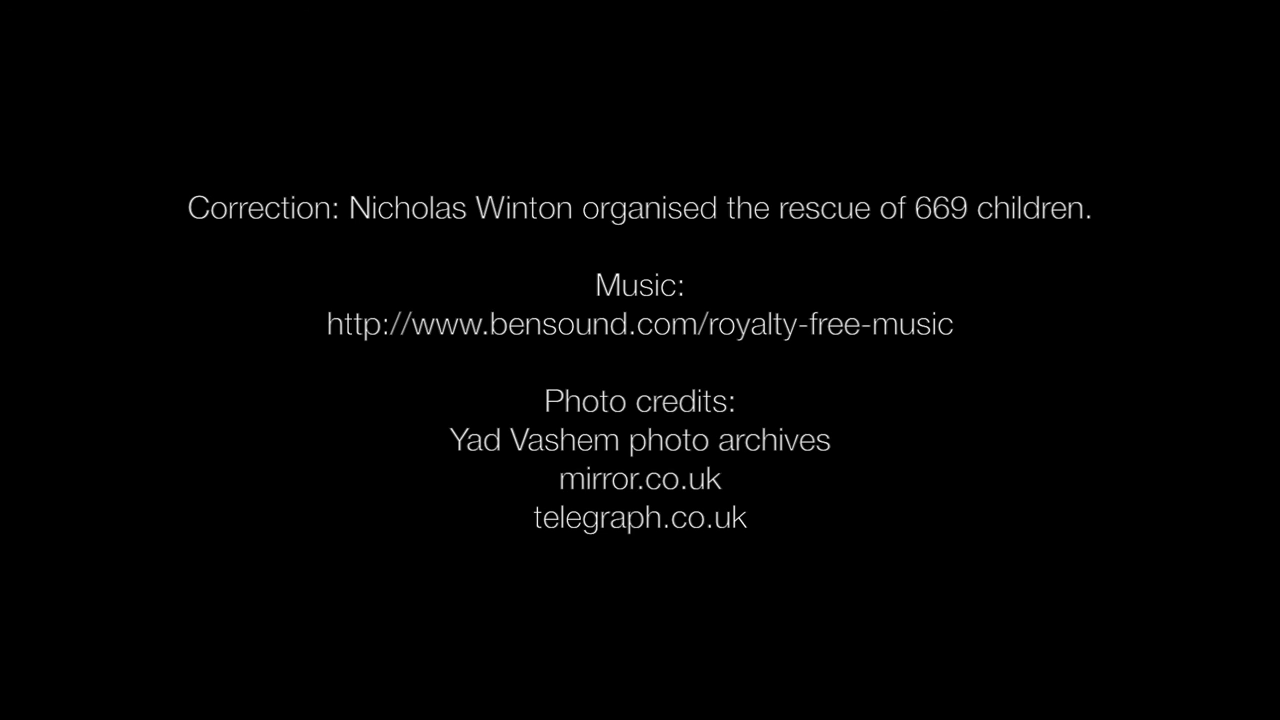 Correction: Nicholas Winton organised the rescue of 669 children.
Music:
http://www.bensound.com/royalty-free-music
Photo credits:
Yad Vashem photo archives
mirror.co.uk
telegraph.co.uk